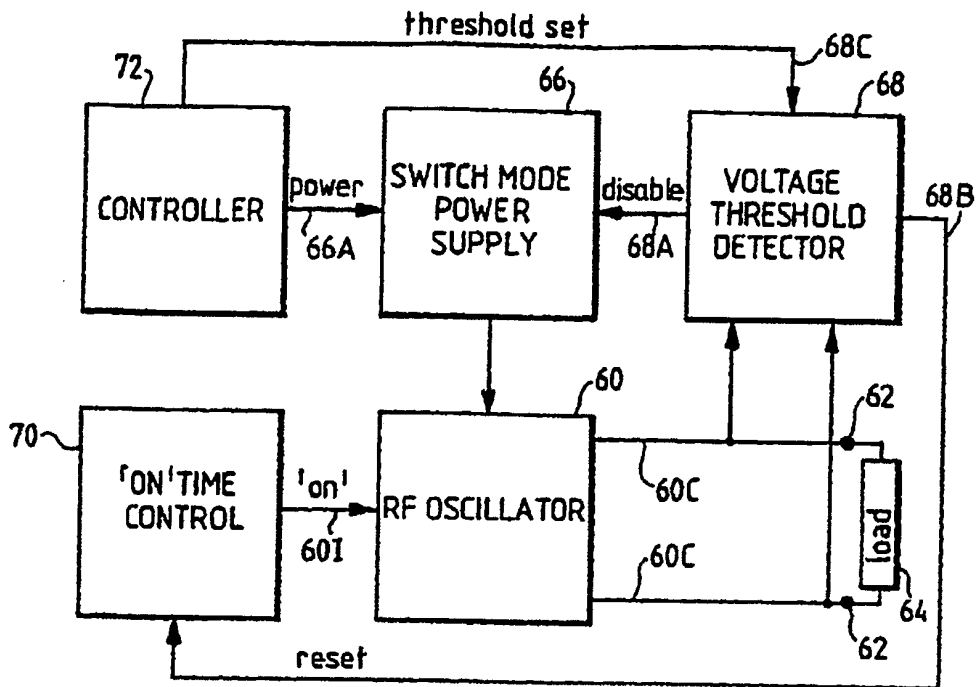 threshold set
72
66
68C
68
CONTROLLER
power
66A
SWITCH MODE
POWER
SUPPLY
disable
68A
VOLTAGE
THRESHOLD
DETECTOR
68B
70
'ON' TIME
CONTROL
'on'
60I
60
RF OSCILLATOR
60C
60C
62
load
64
62
reset